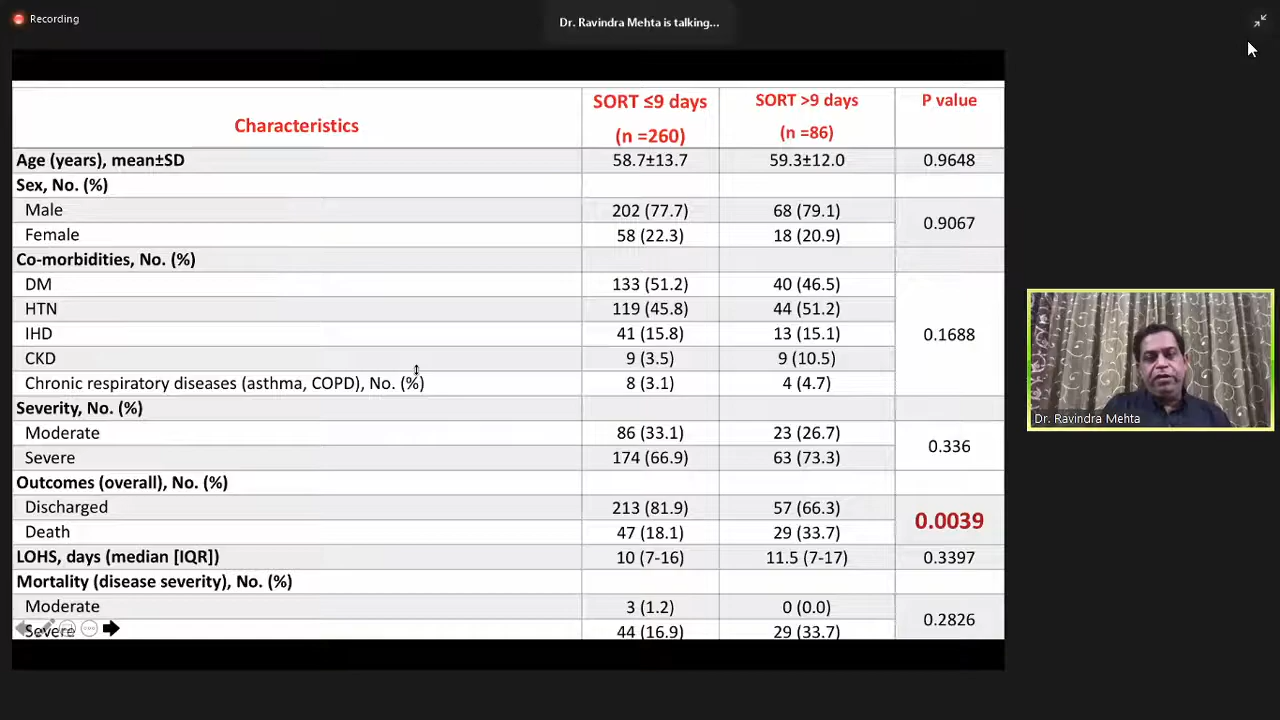 Recording
Dr. Ravindra Mehta is talking...
Characteristics SORT ≤9 days (n =260) SORT >9 days (n =86) P value
Age (years), mean±SD 58.7±13.7 59.3±12.0 0.9648
Sex, No. (%)
Male 202 (77.7) 68 (79.1) 0.9067
Female 58 (22.3) 18 (20.9)
Co-morbidities, No. (%)
DM 133 (51.2) 40 (46.5) 0.1688
HTN 119 (45.8) 44 (51.2)
IHD 41 (15.8) 13 (15.1)
CKD 9 (3.5) 9 (10.5)
Chronic respiratory diseases (asthma, COPD), No. (%) 8 (3.1) 4 (4.7)
Severity, No. (%)
Moderate 86 (33.1) 23 (26.7) 0.336
Severe 174 (66.9) 63 (73.3)
Outcomes (overall), No. (%)
Discharged 213 (81.9) 57 (66.3) 0.0039
Death 47 (18.1) 29 (33.7)
LOHS, days (median [IQR]) 10 (7-16) 11.5 (7-17) 0.3397
Mortality (disease severity), No. (%)
Moderate 3 (1.2) 0 (0.0) 0.2826
Severe 44 (16.9) 29 (33.7)
Dr. Ravindra Mehta